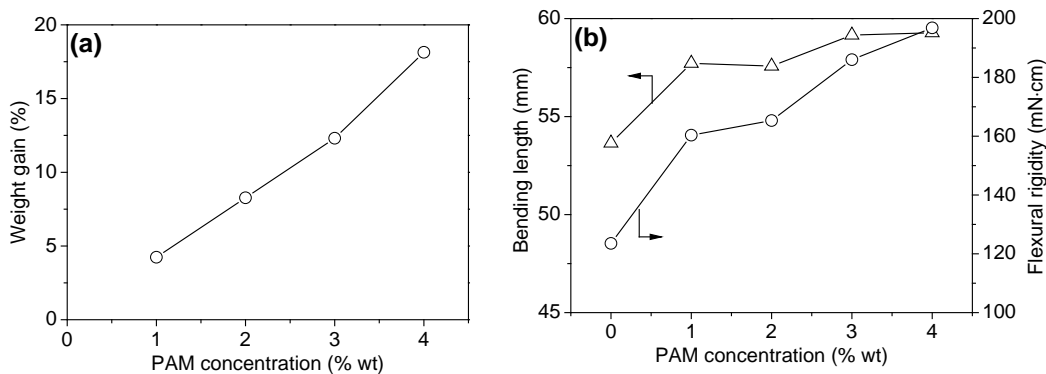 (a)
Weight gain (%)
20
15
10
5
0
0 1 2 3 4
PAM concentration (% wt)
(b)
Bending length (mm)
60
55
50
45
0 1 2 3 4
PAM concentration (% wt)
200
180
160
140
120
100
Flexural rigidity (mN·cm)